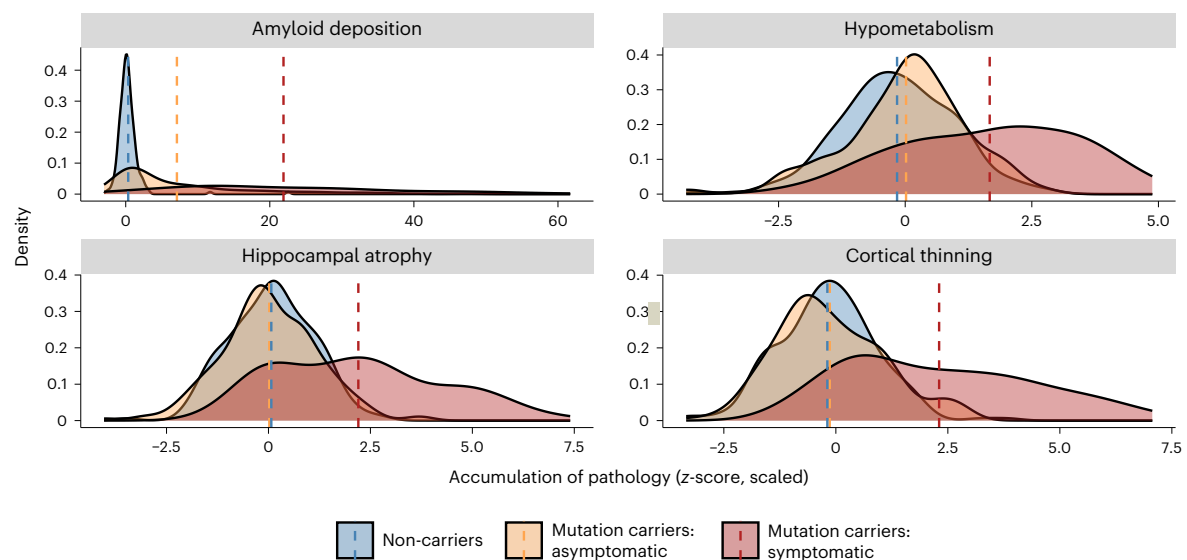 Amyloid deposition
Hypometabolism
0.4
0.3
0.2
0.1
0
0 20 40 60
0.4
0.3
0.2
0.1
0
−2.5 0 2.5 5.0
Density
Hippocampal atrophy
Cortical thinning
0.4
0.3
0.2
0.1
0
−2.5 0 2.5 5.0 7.5
0.4
0.3
0.2
0.1
0
−2.5 0 2.5 5.0 7.5
Accumulation of pathology (z-score, scaled)
Non-carriers
Mutation carriers:
asymptomatic
Mutation carriers:
symptomatic